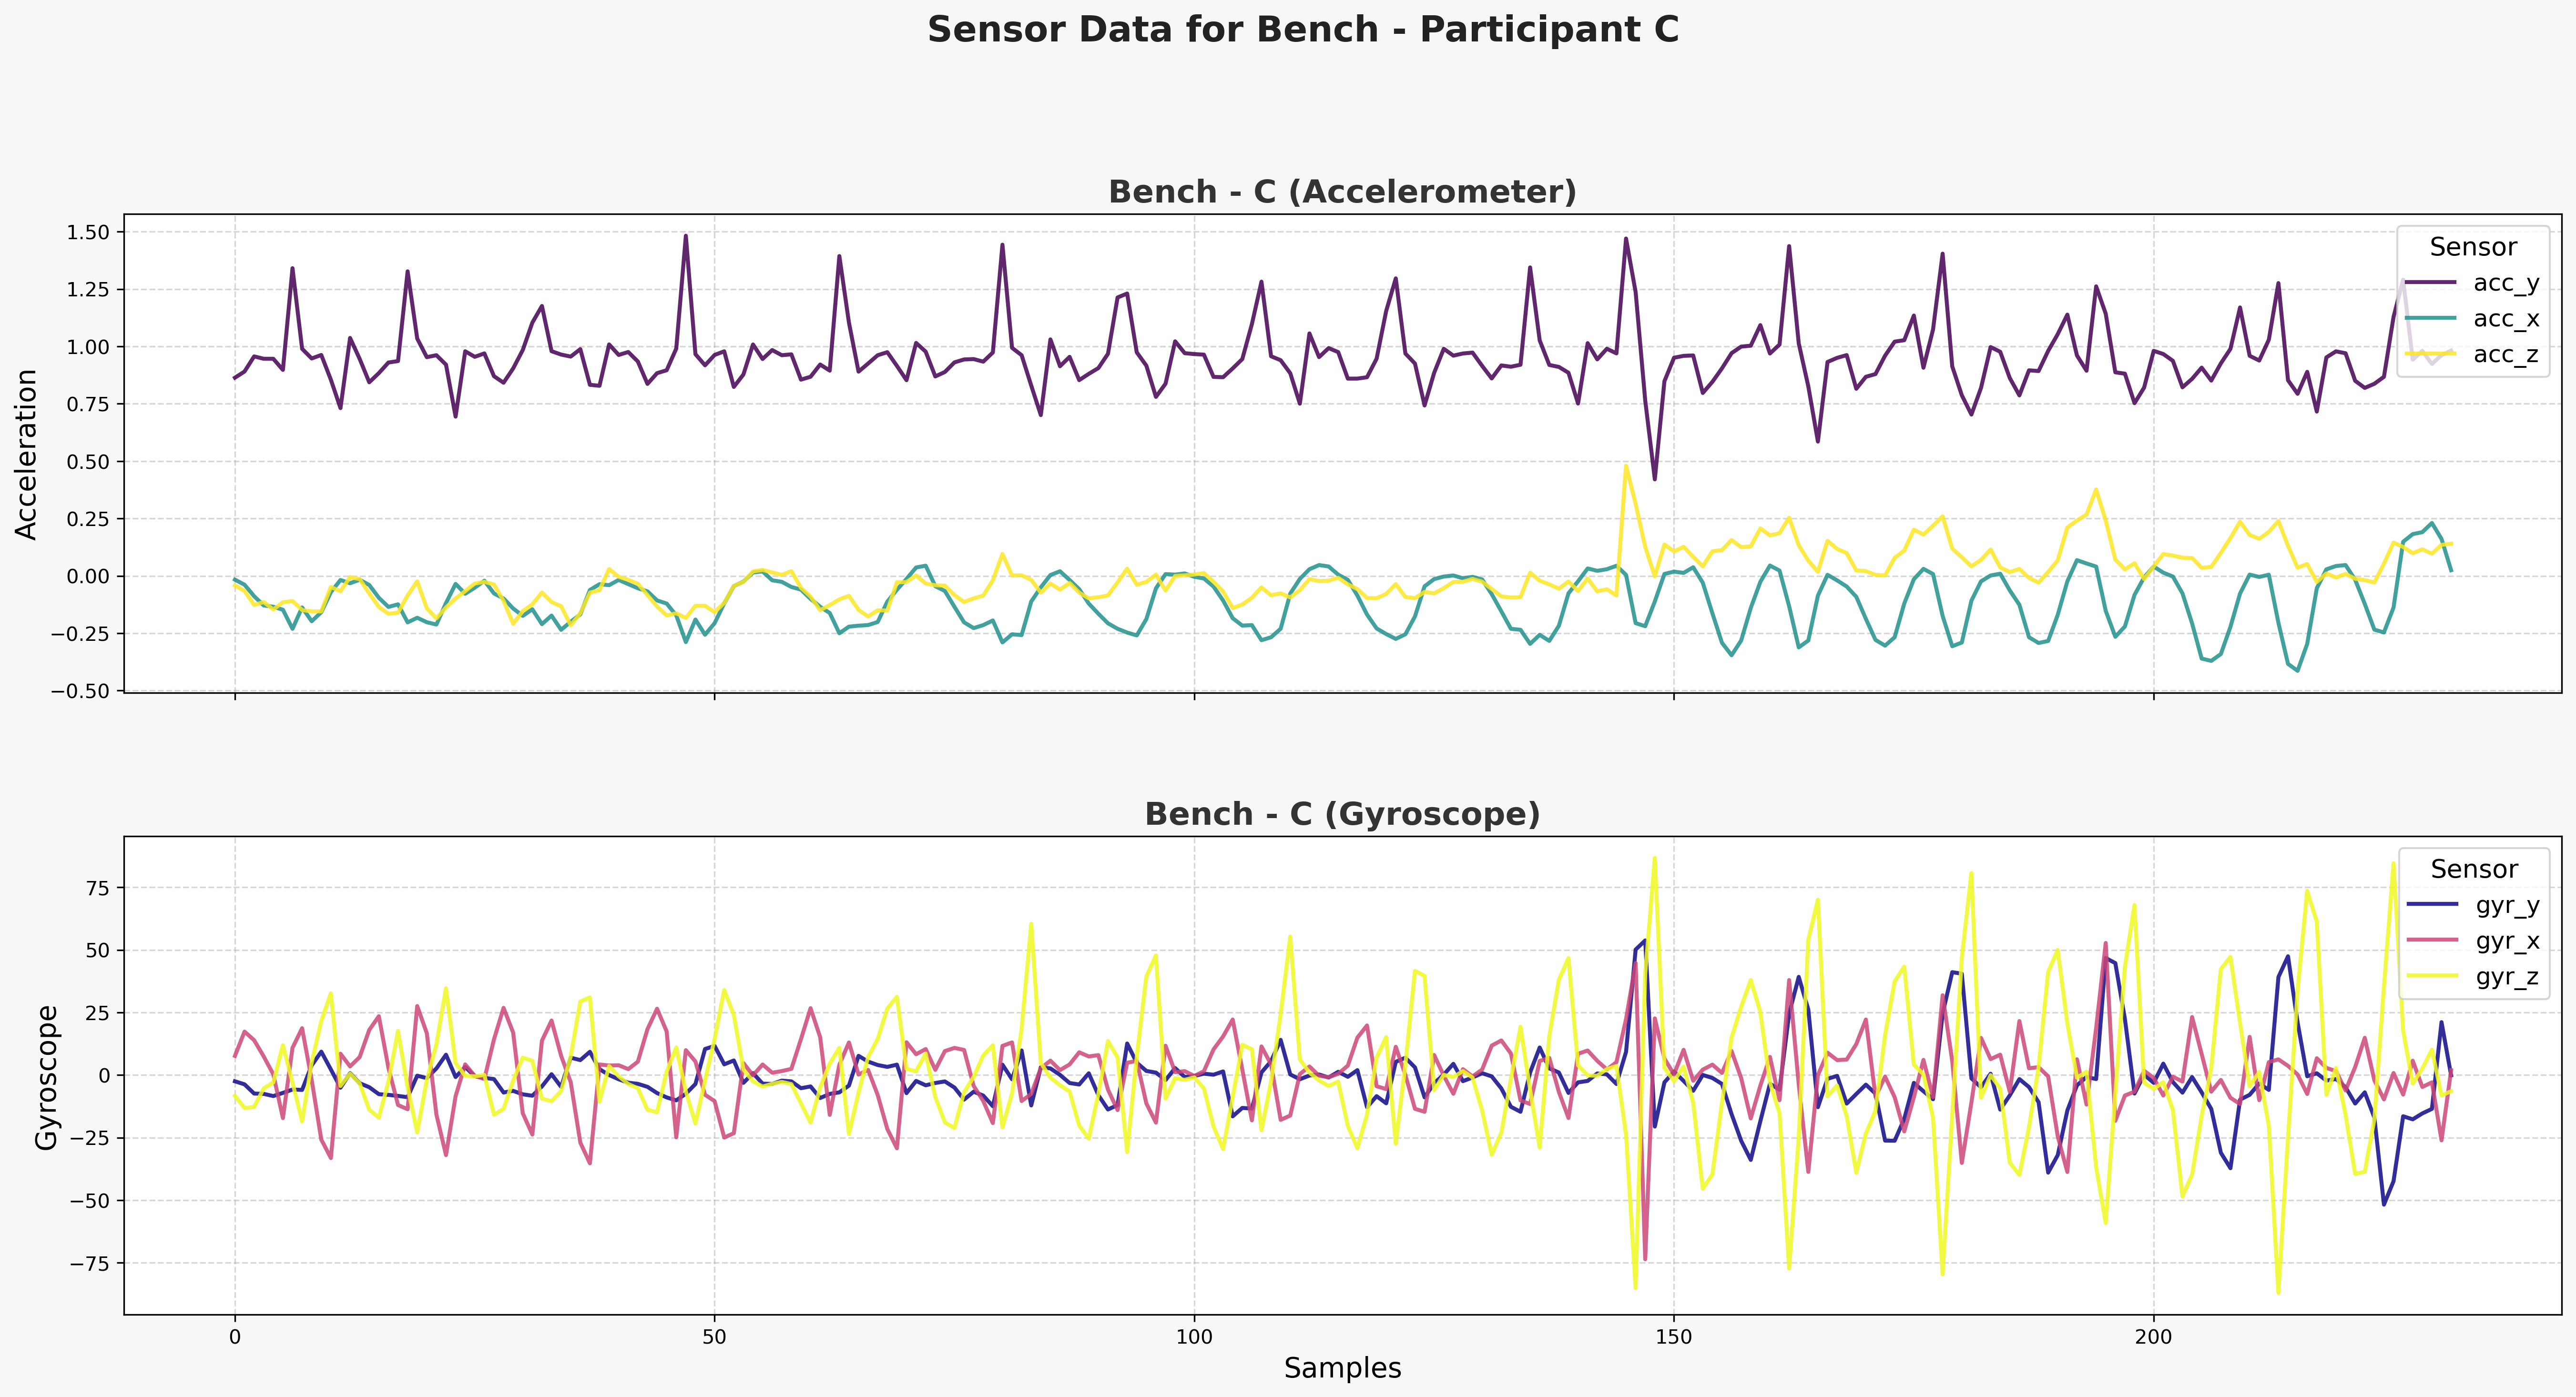 Sensor Data for Bench - Participant C
Bench - C (Accelerometer)
Acceleration
1.50
1.25
1.00
0.75
0.50
0.25
0.00
−0.25
−0.50
Sensor
acc_y
acc_x
acc_z
Bench - C (Gyroscope)
Gyroscope
75
50
25
0
−25
−50
−75
Sensor
gyr_y
gyr_x
gyr_z
0
50
100
150
200
Samples